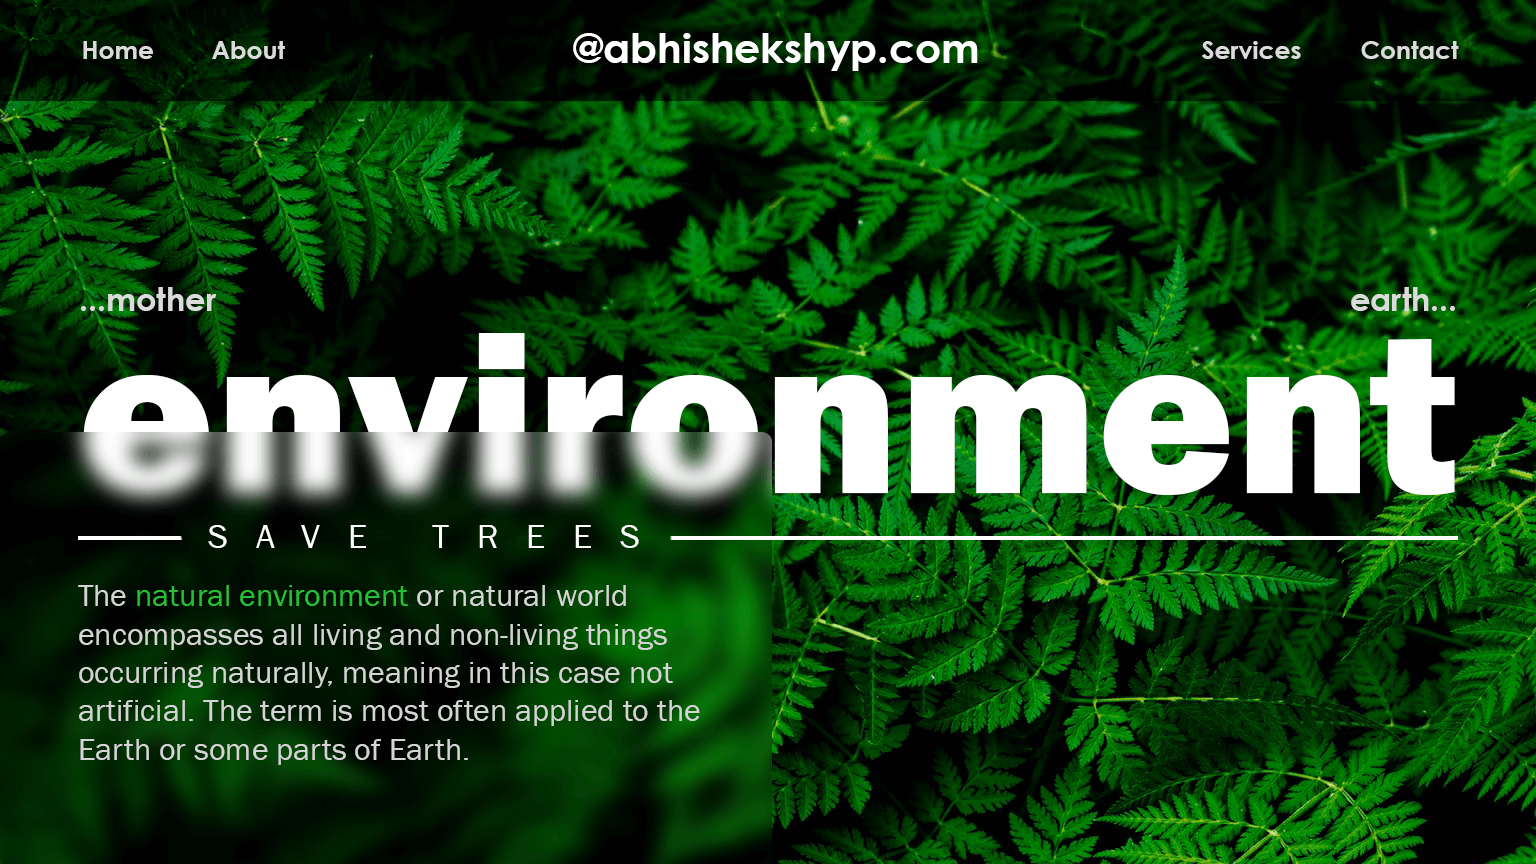 Home About @abhishekshyp.com Services Contact
...mother earth...
environment
SAVE TREES
The natural environment or natural world
encompasses all living and non-living things
occurring naturally, meaning in this case not
artificial. The term is most often applied to the
Earth or some parts of Earth.